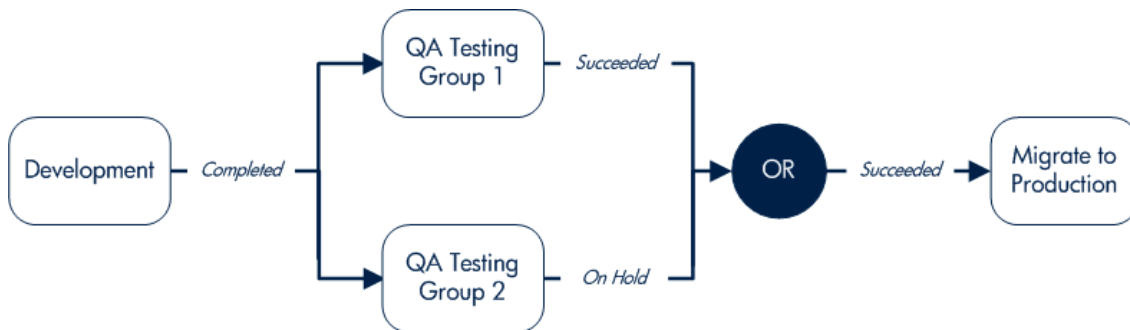 Development
Completed
QA Testing
Group 1
Succeeded
QA Testing
Group 2
On Hold
OR
Succeeded
Migrate to
Production